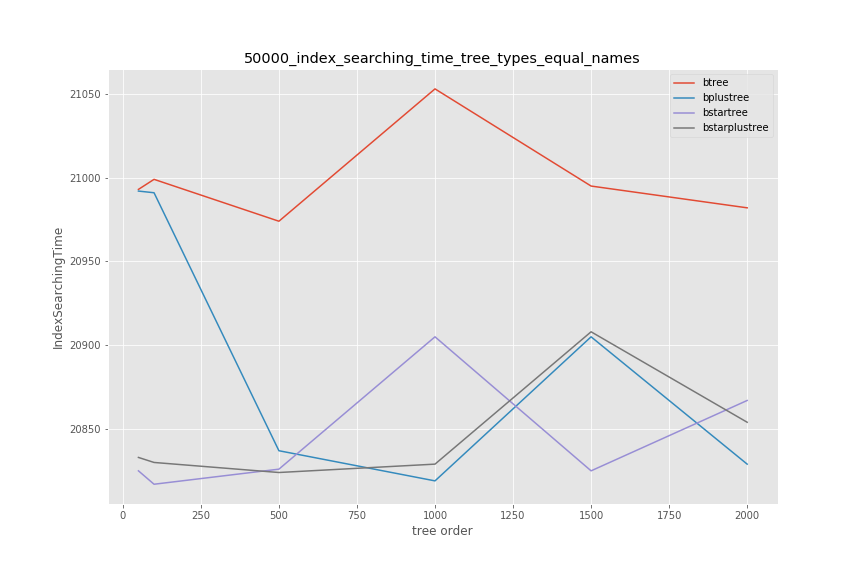 50000_index_searching_time_tree_types_equal_names
btree
bplustree
bstartree
bstarplustree
21050
21000
20950
20900
20850
IndexSearchingTime
0 250 500 750 1000 1250 1500 1750 2000
tree order